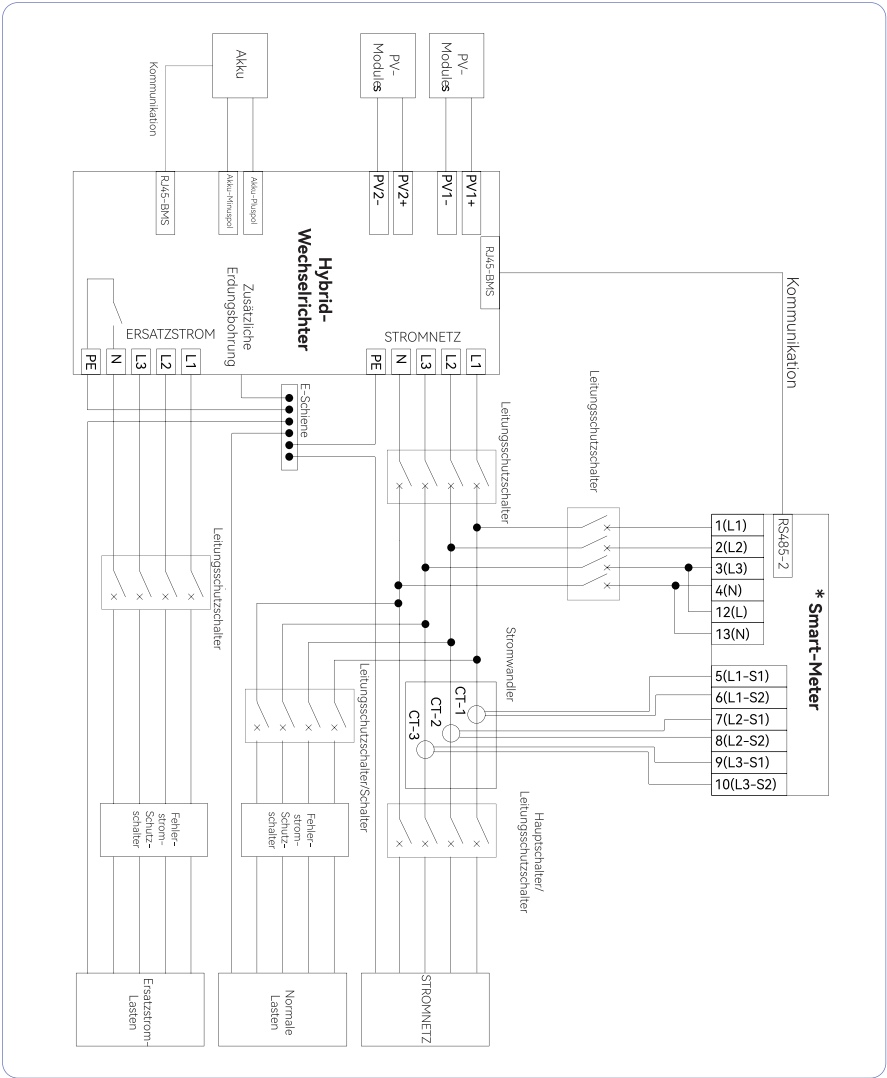 Akku
Kommunikation
PV-
Modules
PV-
Modules
RJ45-BMS
Akku-Minuspol
Akku-Pluspol
PV2-
PV2+
PV1-
PV1+
RJ45-BMS
Kommunikation
Hybrid-
Wechselrichter
Zusätzliche
Erdungsbohrung
ERSATZSTROM
PE
N
L3
L2
L1
STROMNETZ
PE
N
L3
L2
L1
E-Schiene
Leitungsschutzschalter
Leitungsschutzschalter
Leitungsschutzschalter
RS485-2
1(L1)
2(L2)
3(L3)
4(N)
12(L)
13(N)
* Smart-Meter
5(L1-S1)
6(L1-S2)
7(L2-S1)
8(L2-S2)
9(L3-S1)
10(L3-S2)
Stromwandler
CT-1
CT-2
CT-3
Leitungsschutzschalter/Schalter
Hauptschalter/
Leitungsschutzschalter
Fehler-
strom-
Schutz-
schalter
Fehler-
strom-
Schutz-
schalter
Ersatzstrom-
Lasten
Normale
Lasten
STROMNETZ